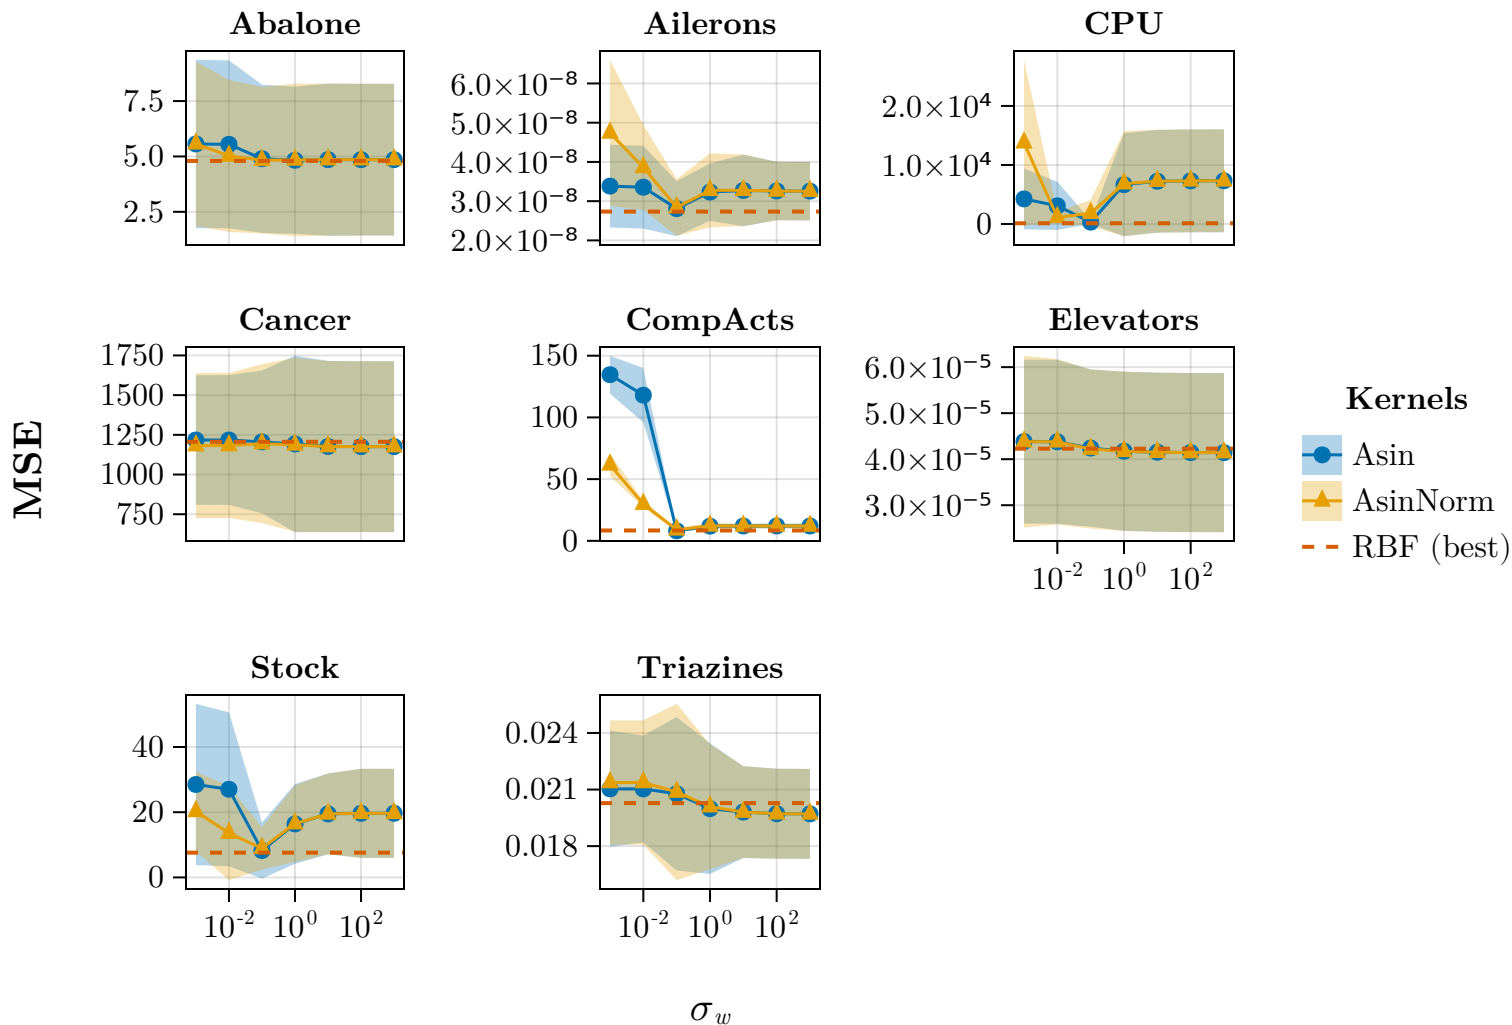 Abalone
Ailerons
CPU
7.5
5.0
2.5
6.0×10⁻⁸
5.0×10⁻⁸
4.0×10⁻⁸
3.0×10⁻⁸
2.0×10⁻⁸
2.0×10⁴
1.0×10⁴
0
Cancer
CompActs
Elevators
1750
1500
1250
1000
750
150
100
50
0
6.0×10⁻⁵
5.0×10⁻⁵
4.0×10⁻⁵
3.0×10⁻⁵
10⁻² 10⁰ 10²
MSE
Kernels
Asin
AsinNorm
RBF (best)
Stock
Triazines
40
20
0
0.024
0.021
0.018
10⁻² 10⁰ 10²
10⁻² 10⁰ 10²
σ_w